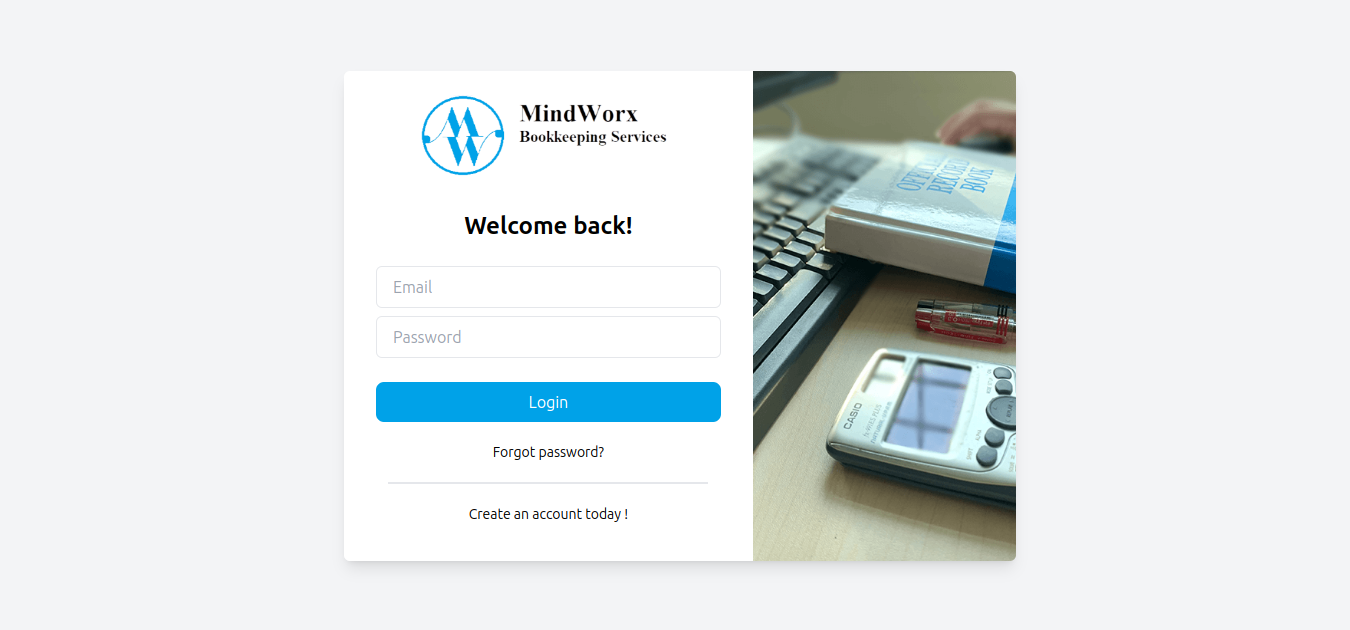 MindWorx
Bookkeeping Services
Welcome back!
Email
Password
Login
Forgot password?
Create an account today !
OFFICIAL
RECORD
BOOK
CASIO